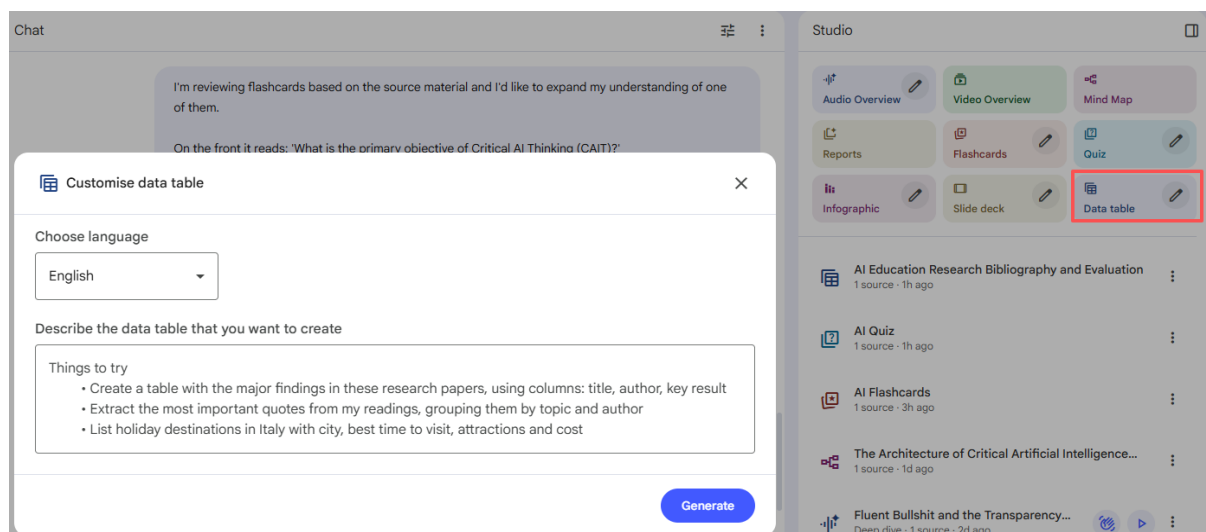 Chat
I'm reviewing flashcards based on the source material and I'd like to expand my understanding of one
of them.
On the front it reads: 'What is the primary objective of Critical AI Thinking (CAIT)?'
Customise data table
Choose language
English
Describe the data table that you want to create
Things to try
• Create a table with the major findings in these research papers, using columns: title, author, key result
• Extract the most important quotes from my readings, grouping them by topic and author
• List holiday destinations in Italy with city, best time to visit, attractions and cost
Generate
Studio
Audio Overview
Video Overview
Mind Map
Reports
Flashcards
Quiz
Infographic
Slide deck
Data table
AI Education Research Bibliography and Evaluation
1 source · 1h ago
AI Quiz
1 source · 1h ago
AI Flashcards
1 source · 3h ago
The Architecture of Critical Artificial Intelligence...
1 source · 1d ago
Fluent Bullshit and the Transparency...
Deep dive · 1 source · 2d ago